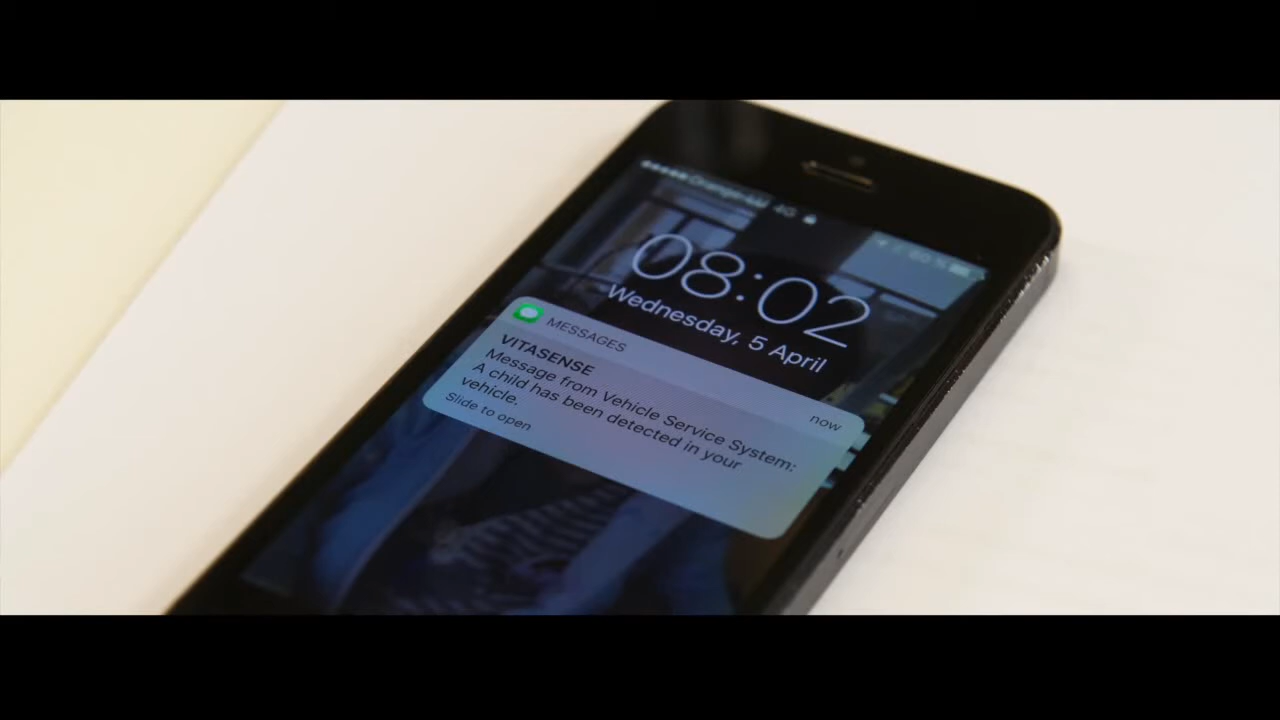 4G
08:02
Wednesday, 5 April
MESSAGES
now
VITASENSE
Message from Vehicle Service System:
A child has been detected in your
vehicle.
Slide to open